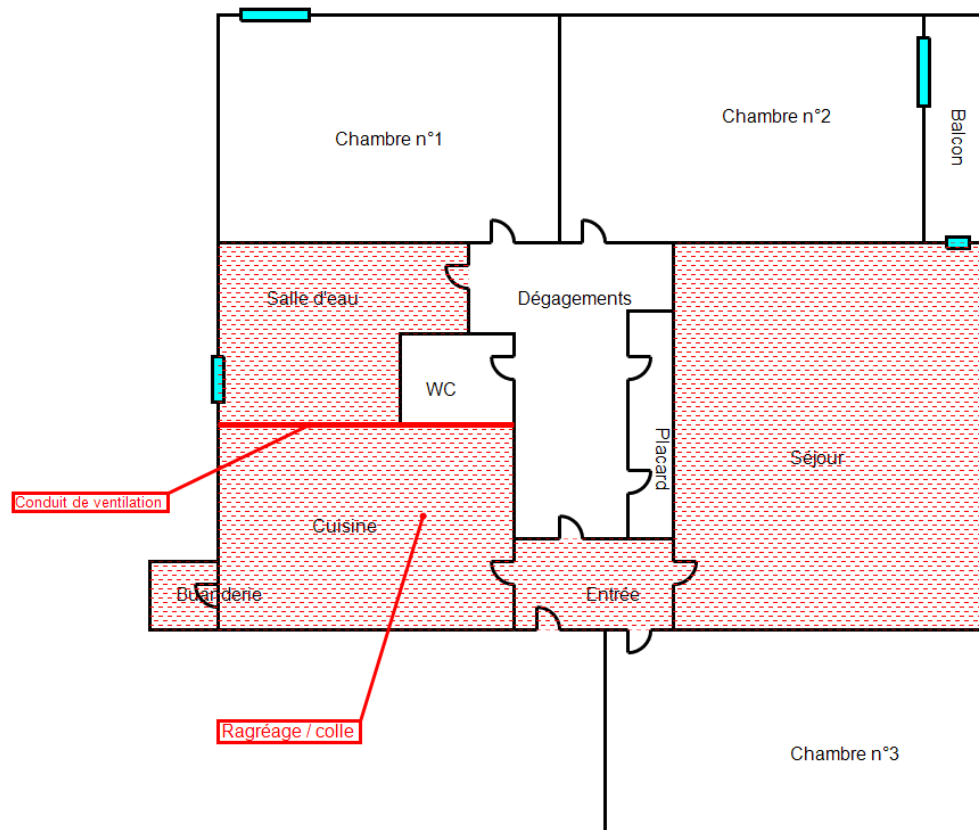 Chambre n°1
Chambre n°2
Balcon
Salle d'eau
Dégagements
WC
Placard
Séjour
Conduit de ventilation
Cuisine
Buanderie
Entrée
Ragréage / colle
Chambre n°3